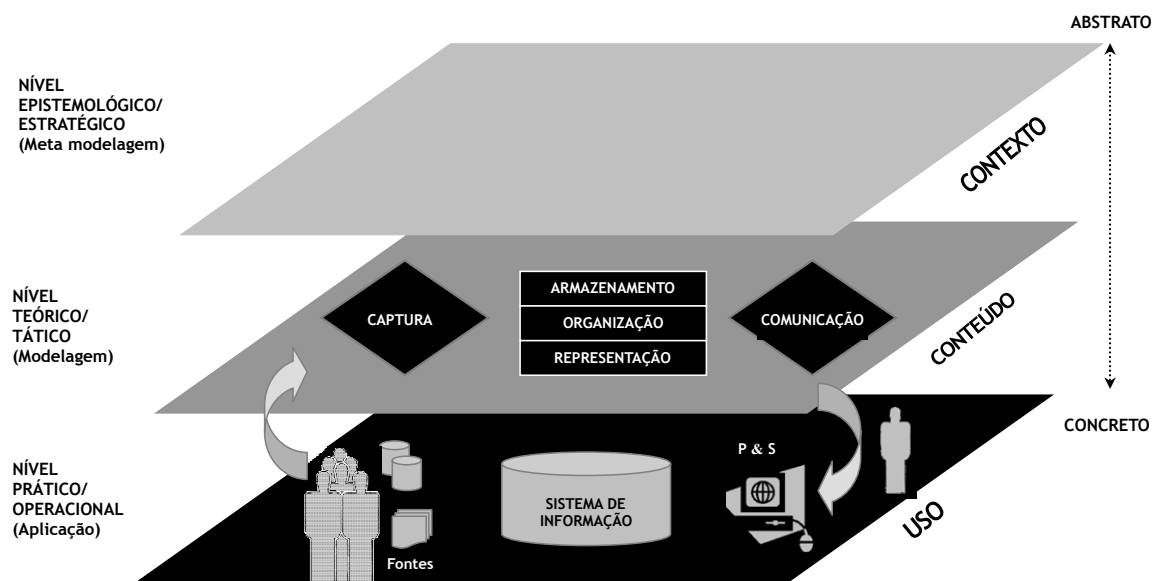 ABSTRATO
NÍVEL
EPISTEMOLÓGICO/
ESTRATÉGICO
(Meta modelagem)
CONTEXTO
NÍVEL
TEÓRICO/
TÁTICO
(Modelagem)
CAPTURA
ARMAZENAMENTO
ORGANIZAÇÃO
REPRESENTAÇÃO
COMUNICAÇÃO
CONTEÚDO
CONCRETO
NÍVEL
PRÁTICO/
OPERACIONAL
(Aplicação)
Fontes
SISTEMA DE
INFORMAÇÃO
P & S
USO